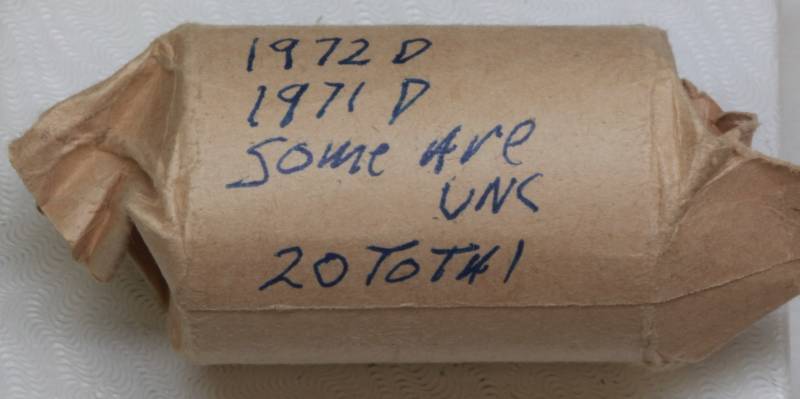 1972 D
1971 D
Some Are
UNC
20 TOTAl